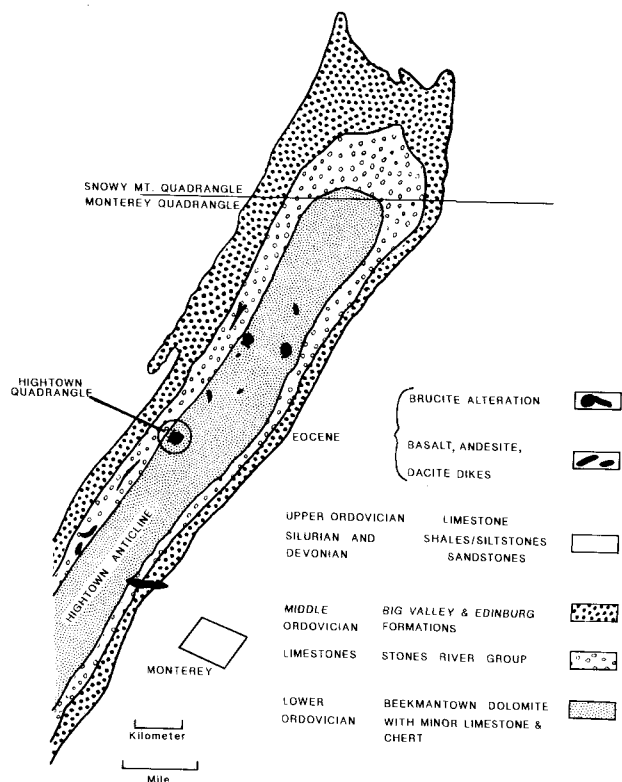 SNOWY MT. QUADRANGLE
MONTEREY QUADRANGLE
HIGHTOWN
QUADRANGLE
EOCENE
BRUCITE ALTERATION
BASALT, ANDESITE,
DACITE DIKES
UPPER ORDOVICIAN LIMESTONE
SILURIAN AND SHALES/SILTSTONES
DEVONIAN SANDSTONES
HIGHTOWN ANTICLINE
MIDDLE BIG VALLEY & EDINBURG
ORDOVICIAN FORMATIONS
LIMESTONES STONES RIVER GROUP
MONTEREY
LOWER BEEKMANTOWN DOLOMITE
ORDOVICIAN WITH MINOR LIMESTONE &
CHERT
Kilometer
Mile